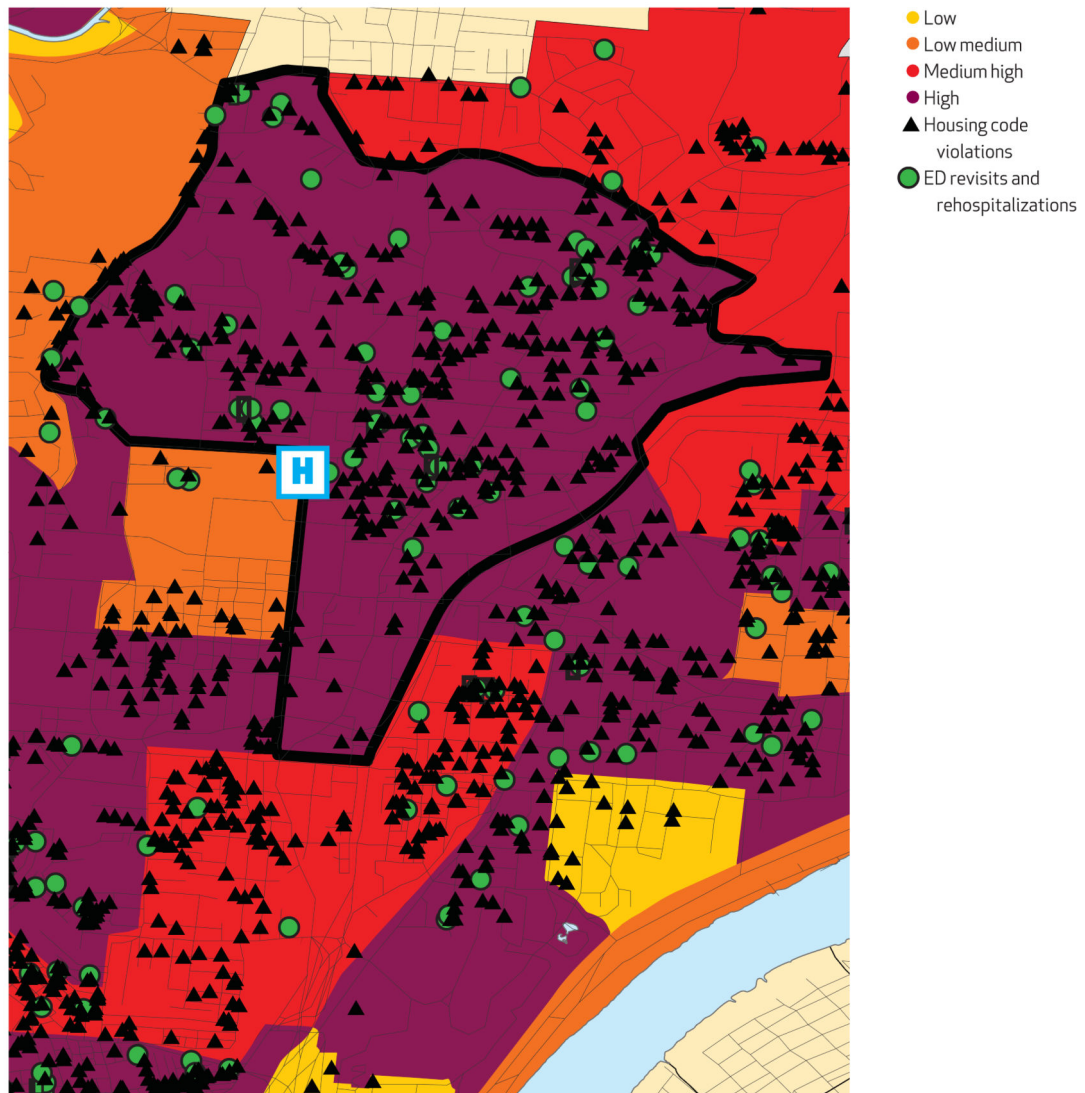 Low
Low medium
Medium high
High
Housing code
violations
ED revisits and
rehospitalizations
H